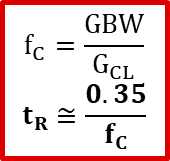 f_C = GBW / G_CL
t_R ≅ 0.35 / f_C